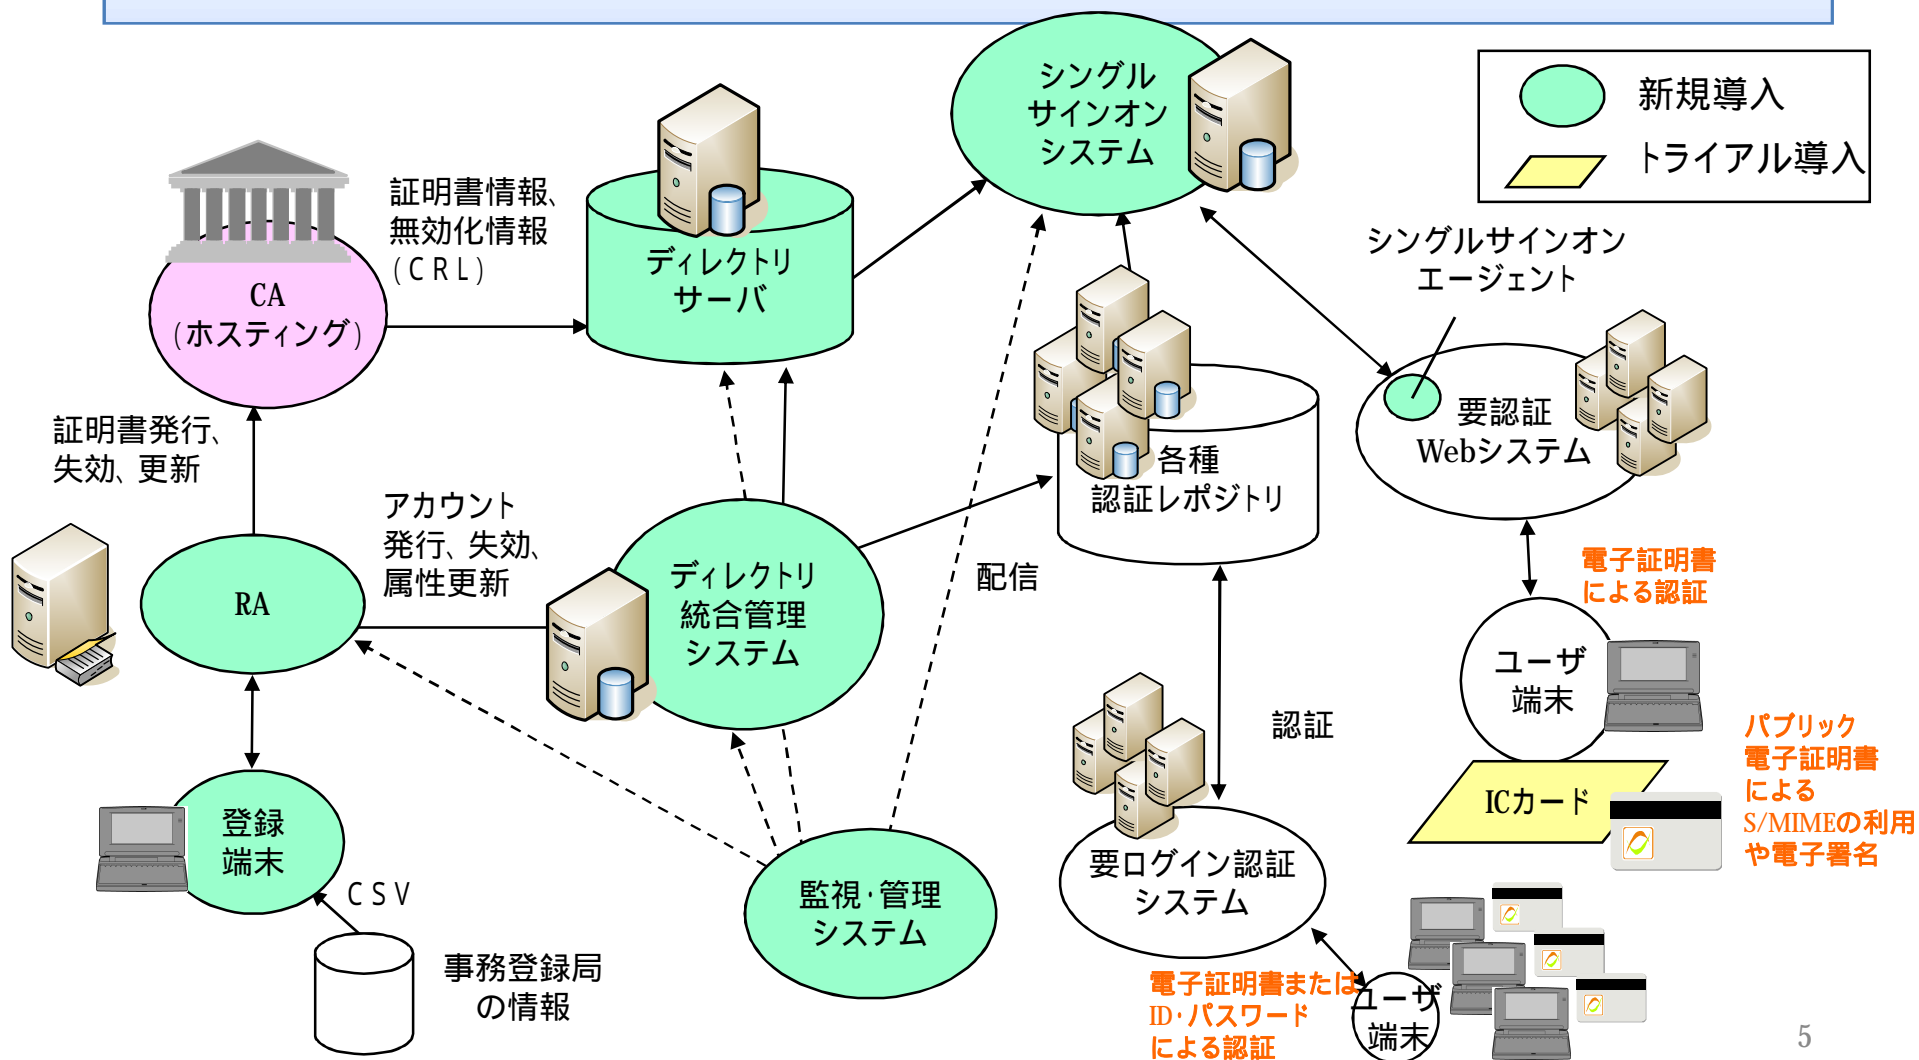 シングル
サインオン
システム
新規導入
トライアル導入
証明書情報、
無効化情報
(CRL)
ディレクトリ
サーバ
シングルサインオン
エージェント
CA
(ホスティング)
要認証
Webシステム
証明書発行、
失効、更新
各種
認証レポジトリ
アカウント
発行、失効、
属性更新
電子証明書
による認証
RA
ディレクトリ
統合管理
システム
配信
ユーザ
端末
認証
パブリック
電子証明書
による
S/MIMEの利用
や電子署名
ICカード
登録
端末
CSV
要ログイン認証
システム
監視・管理
システム
事務登録局
の情報
電子証明書または
ID・パスワード
による認証
ユーザ
端末
5